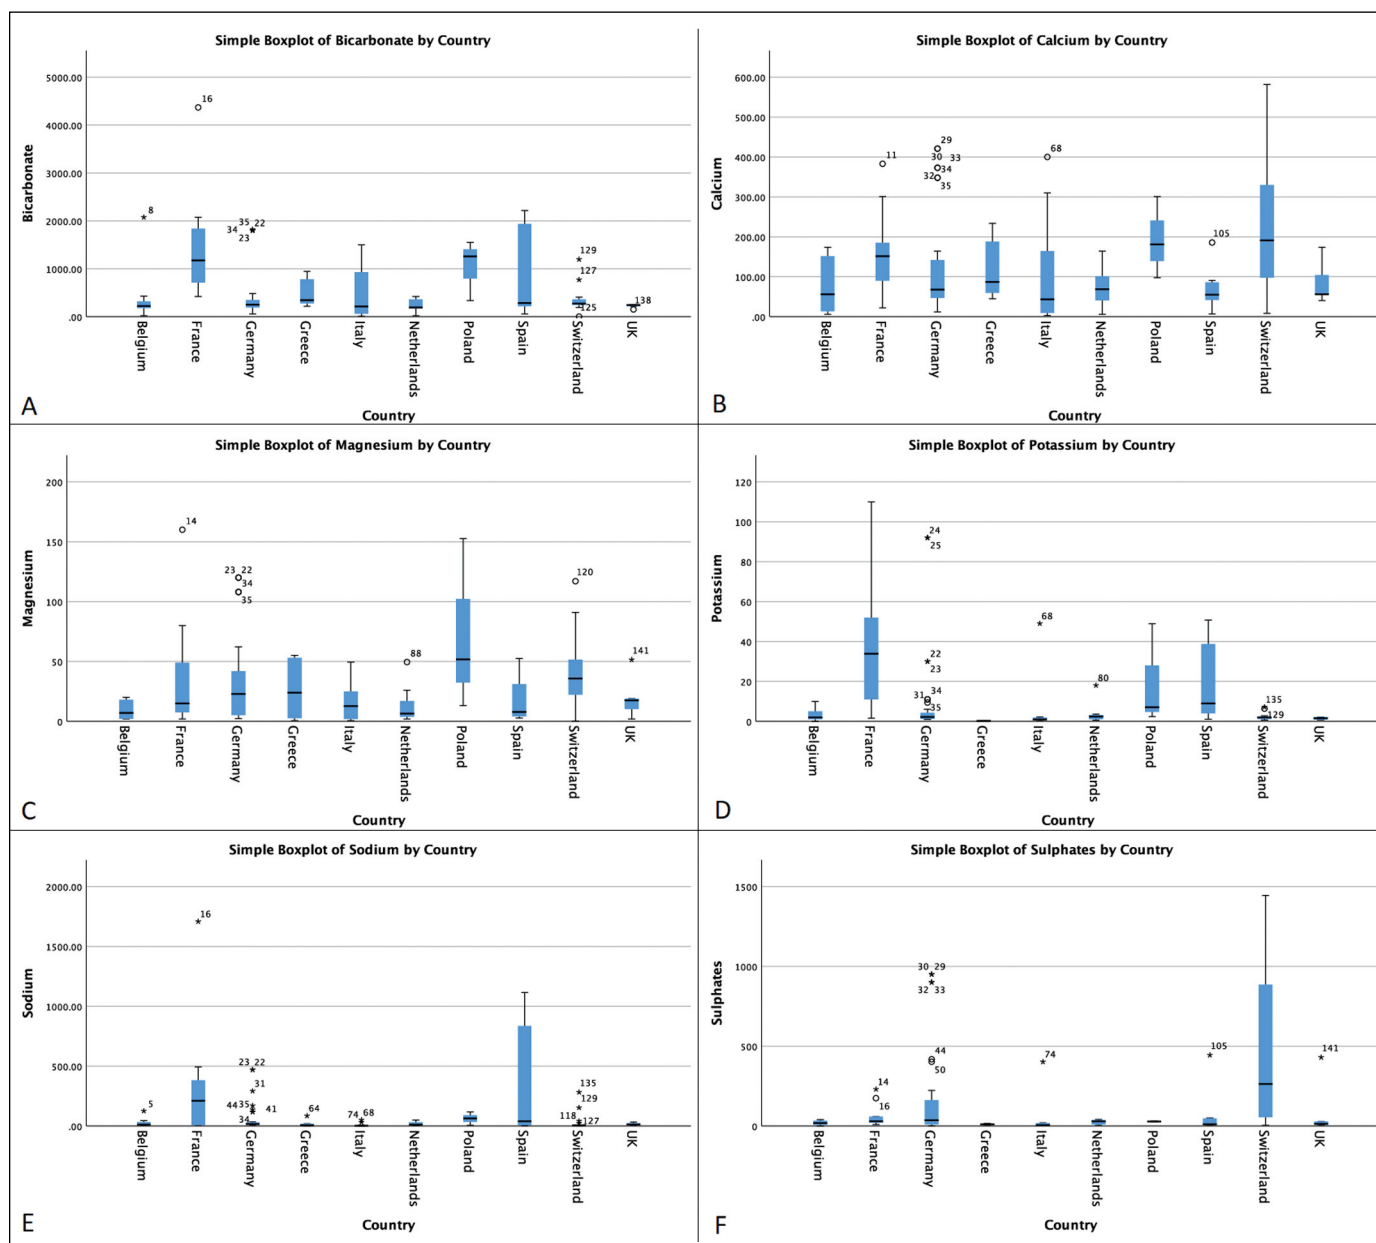 Simple Boxplot of Bicarbonate by Country
Bicarbonate
5000.00
4000.00
3000.00
2000.00
1000.00
.00
16
8
35 22
34
23
129
127
125
138
Belgium
France
Germany
Greece
Italy
Netherlands
Poland
Spain
Switzerland
UK
Country
A
Simple Boxplot of Calcium by Country
Calcium
600.00
500.00
400.00
300.00
200.00
100.00
.00
11
29
30 33
34
32
35
68
105
Belgium
France
Germany
Greece
Italy
Netherlands
Poland
Spain
Switzerland
UK
Country
B
Simple Boxplot of Magnesium by Country
Magnesium
200
150
100
50
0
14
23 22
34
35
88
120
141
Belgium
France
Germany
Greece
Italy
Netherlands
Poland
Spain
Switzerland
UK
Country
C
Simple Boxplot of Potassium by Country
Potassium
120
100
80
60
40
20
0
24
25
22
23
31 34
35
68
80
135
129
Belgium
France
Germany
Greece
Italy
Netherlands
Poland
Spain
Switzerland
UK
Country
D
Simple Boxplot of Sodium by Country
Sodium
2000.00
1500.00
1000.00
500.00
.00
5
16
23 22
31
44 35 41
34
64
74 68
135
129
118
127
Belgium
France
Germany
Greece
Italy
Netherlands
Poland
Spain
Switzerland
UK
Country
E
Simple Boxplot of Sulphates by Country
Sulphates
1500
1000
500
0
14
16
30 29
32 33
44
50
74
105
141
Belgium
France
Germany
Greece
Italy
Netherlands
Poland
Spain
Switzerland
UK
Country
F